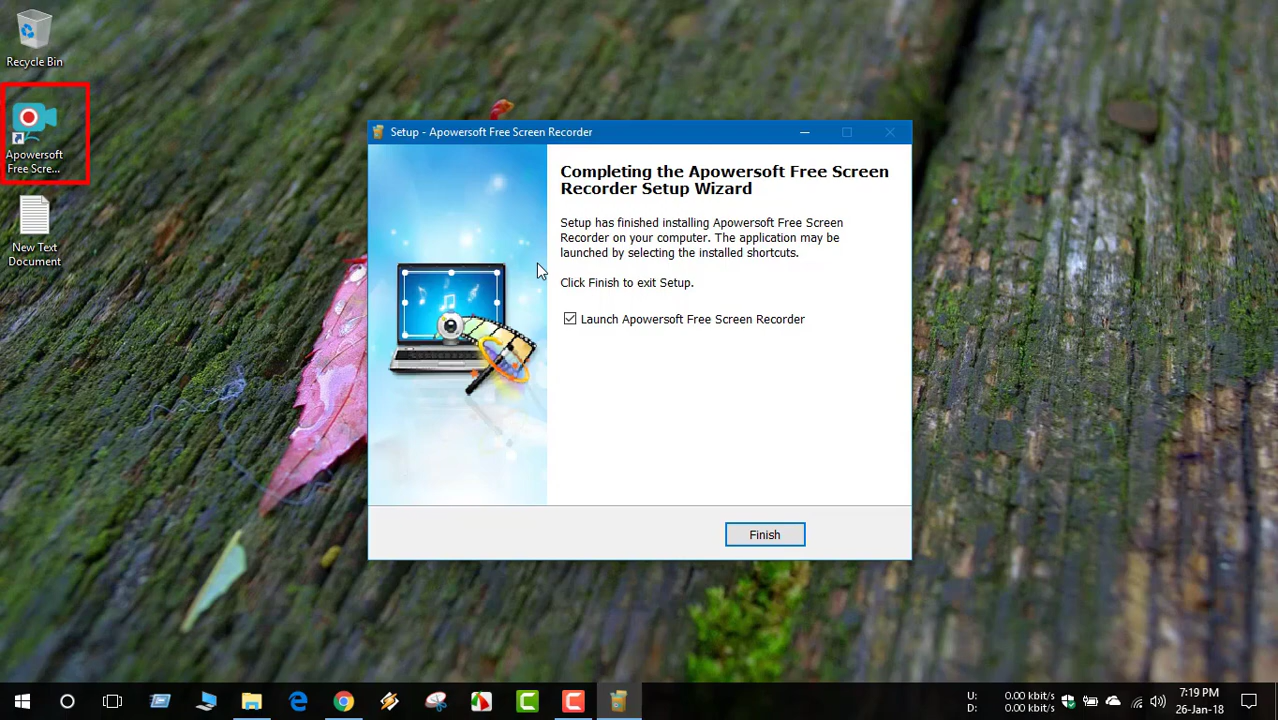 Recycle Bin
Apowersoft
Free Scre...
New Text
Document
Setup - Apowersoft Free Screen Recorder
Completing the Apowersoft Free Screen
Recorder Setup Wizard
Setup has finished installing Apowersoft Free Screen
Recorder on your computer. The application may be
launched by selecting the installed shortcuts.
Click Finish to exit Setup.
Launch Apowersoft Free Screen Recorder
Finish
U: 0.00 kbit/s
D: 0.00 kbit/s
7:19 PM
26-Jan-18